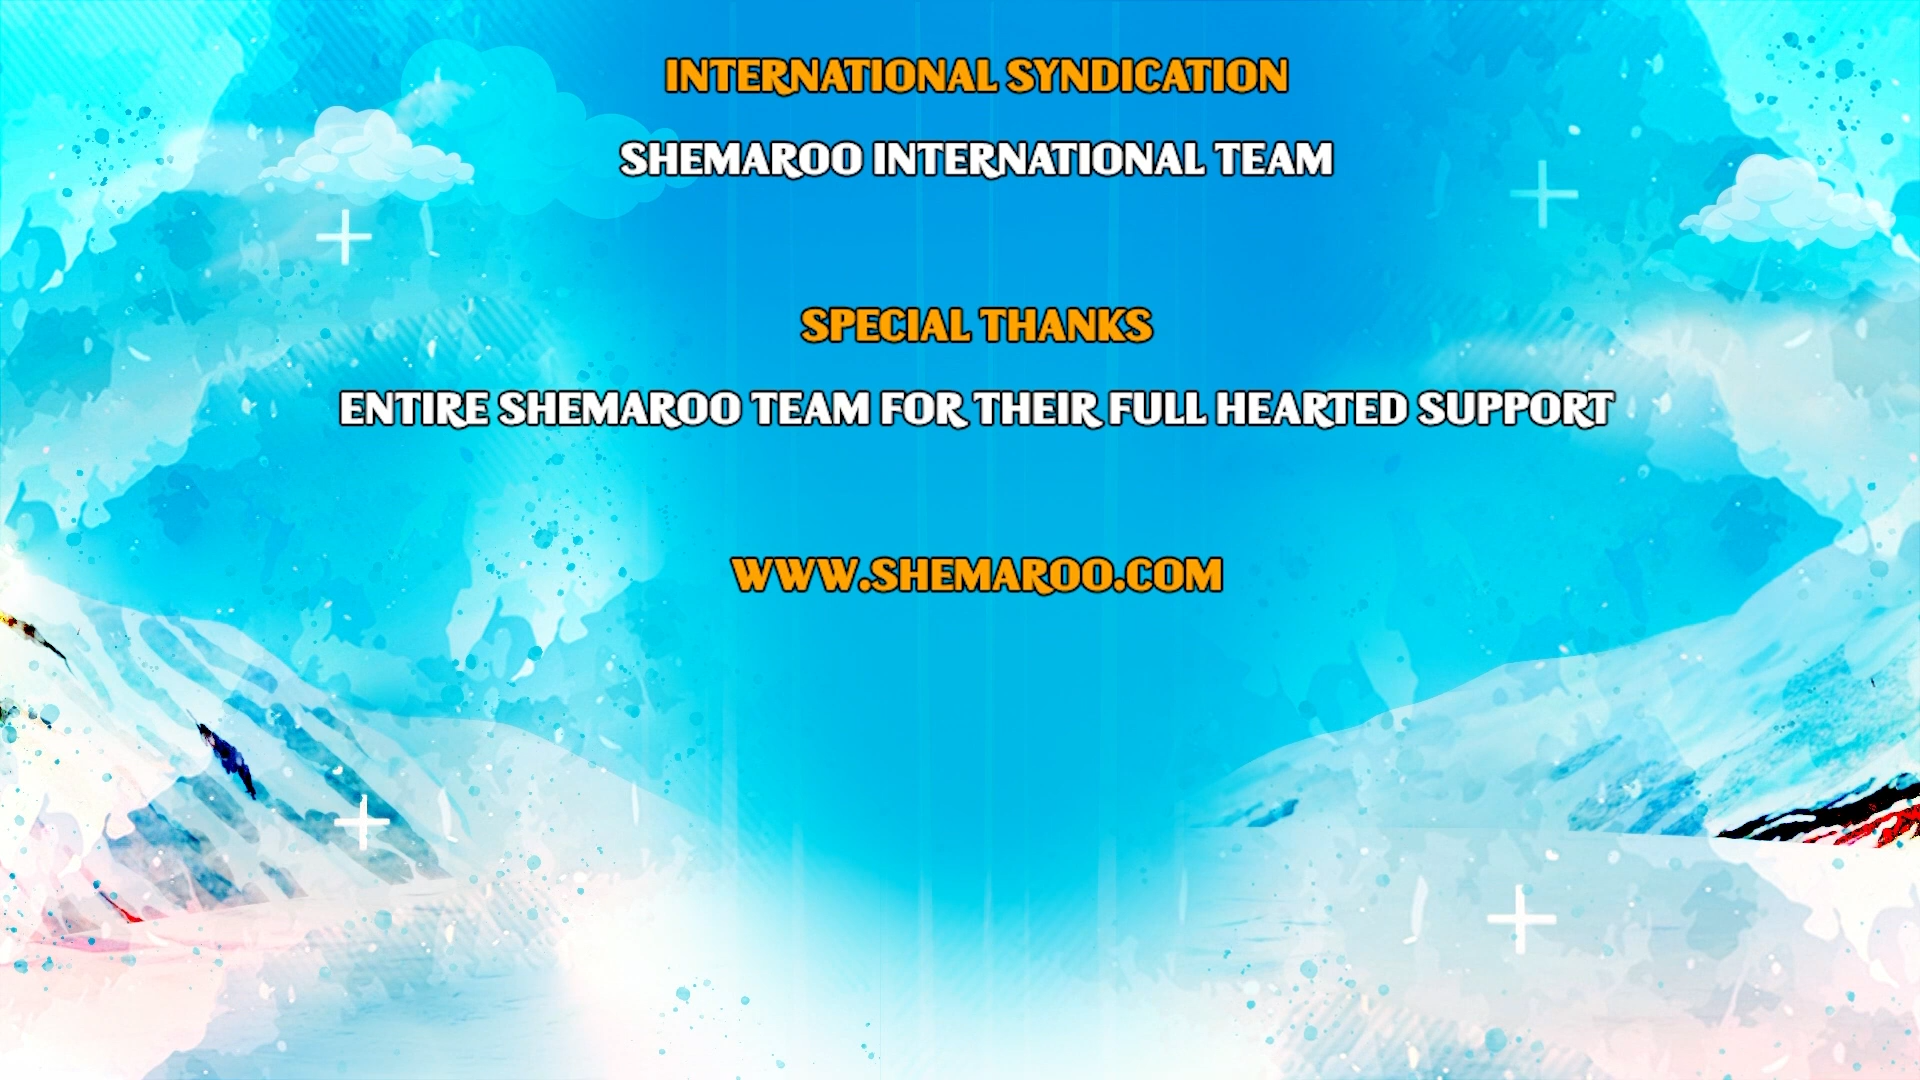 INTERNATIONAL SYNDICATION
SHEMAROO INTERNATIONAL TEAM
SPECIAL THANKS
ENTIRE SHEMAROO TEAM FOR THEIR FULL HEARTED SUPPORT
WWW.SHEMAROO.COM